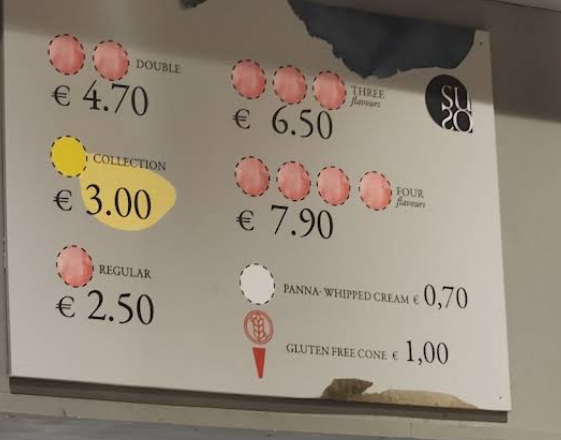 DOUBLE
€ 4.70
COLLECTION
€ 3.00
REGULAR
€ 2.50
THREE
flavours
€ 6.50
FOUR
flavours
€ 7.90
PANNA-WHIPPED CREAM € 0,70
GLUTEN FREE CONE € 1,00
SU
SO